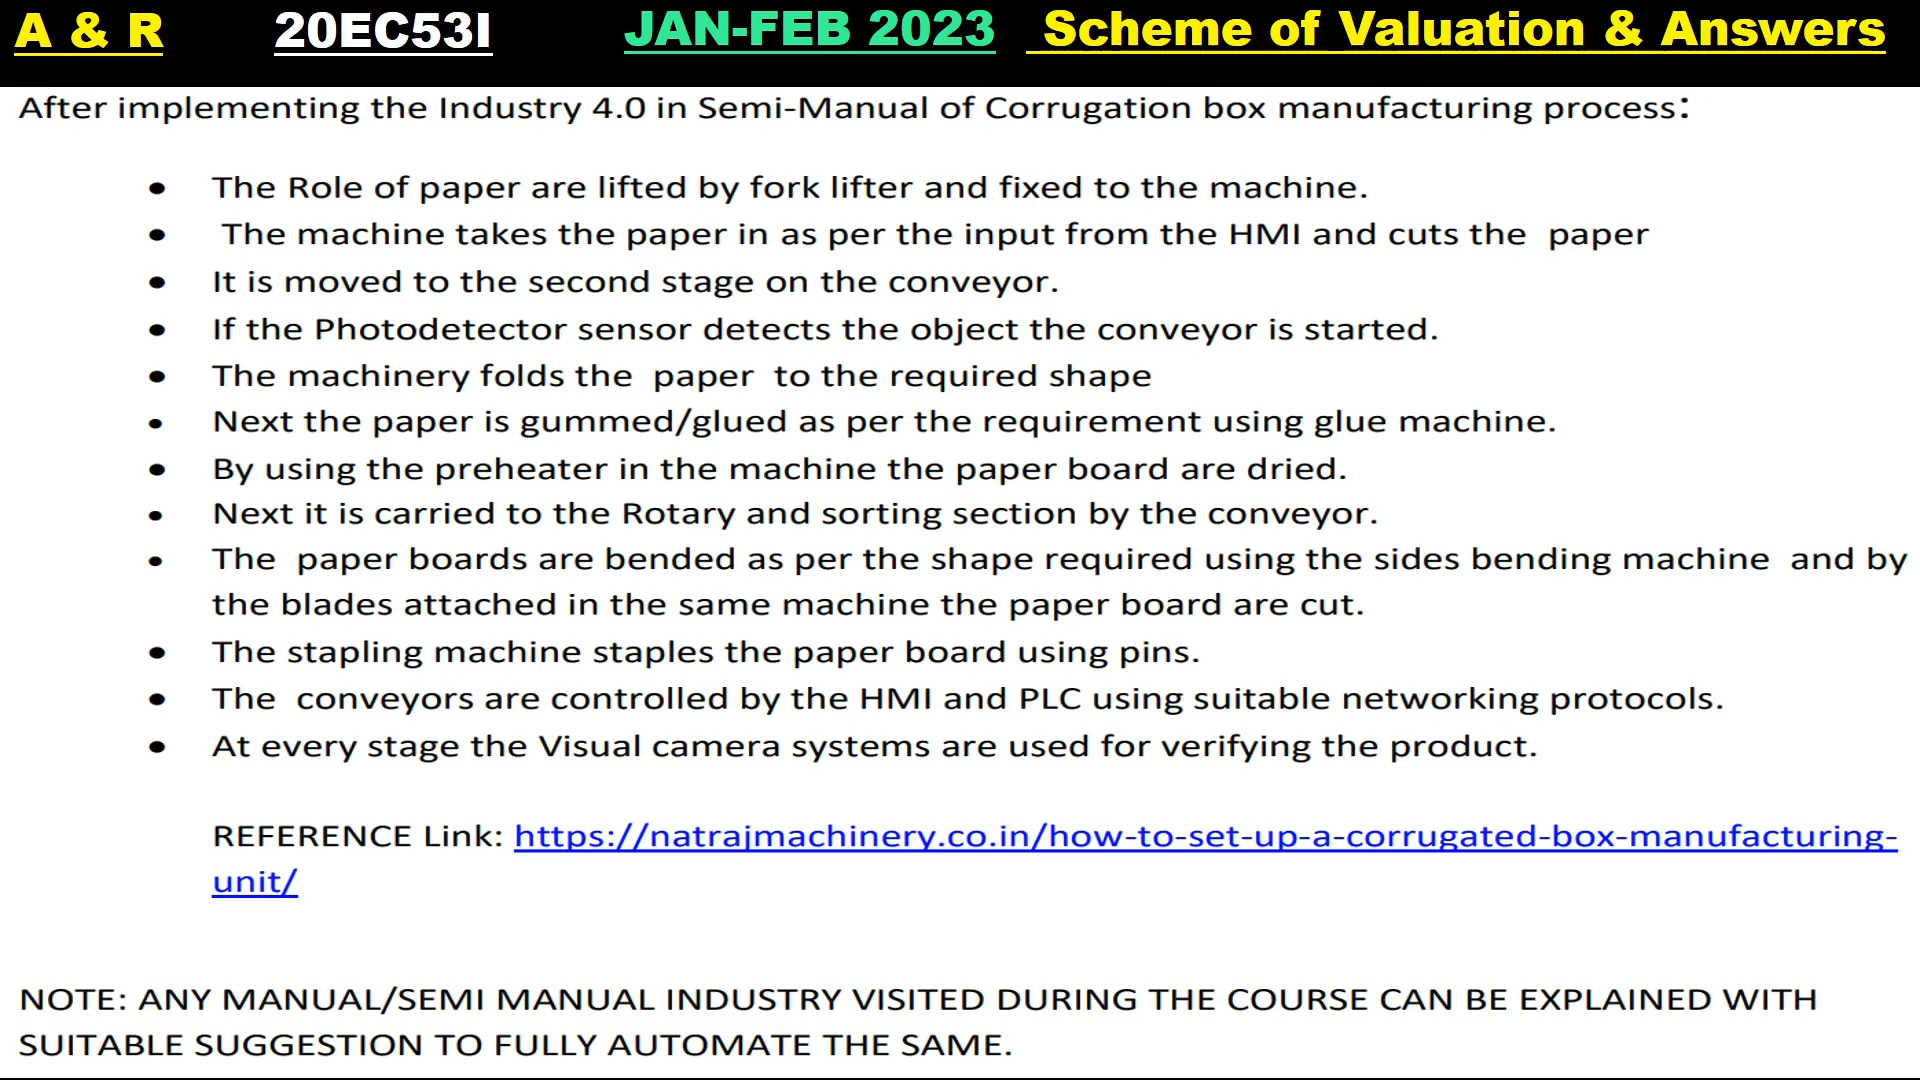 A & R 20EC53I JAN-FEB 2023 Scheme of Valuation & Answers
After implementing the Industry 4.0 in Semi-Manual of Corrugation box manufacturing process:
• The Role of paper are lifted by fork lifter and fixed to the machine.
• The machine takes the paper in as per the input from the HMI and cuts the paper
• It is moved to the second stage on the conveyor.
• If the Photodetector sensor detects the object the conveyor is started.
• The machinery folds the paper to the required shape
• Next the paper is gummed/glued as per the requirement using glue machine.
• By using the preheater in the machine the paper board are dried.
• Next it is carried to the Rotary and sorting section by the conveyor.
• The paper boards are bended as per the shape required using the sides bending machine and by
the blades attached in the same machine the paper board are cut.
• The stapling machine staples the paper board using pins.
• The conveyors are controlled by the HMI and PLC using suitable networking protocols.
• At every stage the Visual camera systems are used for verifying the product.
REFERENCE Link: https://natrajmachinery.co.in/how-to-set-up-a-corrugated-box-manufacturing-
unit/
NOTE: ANY MANUAL/SEMI MANUAL INDUSTRY VISITED DURING THE COURSE CAN BE EXPLAINED WITH
SUITABLE SUGGESTION TO FULLY AUTOMATE THE SAME.